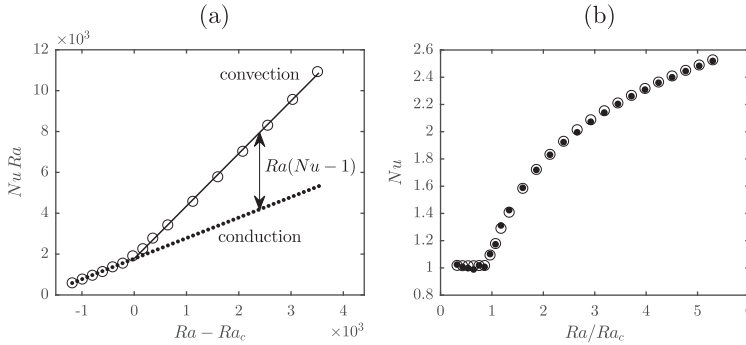 (a)
×10³
12
10
8
6
4
2
0
Nu Ra
convection
Ra(Nu − 1)
conduction
-1 0 1 2 3 4
×10³
Ra − Ra_c
(b)
2.6
2.4
2.2
2
1.8
1.6
1.4
1.2
1
0.8
Nu
0 1 2 3 4 5 6
Ra/Ra_c